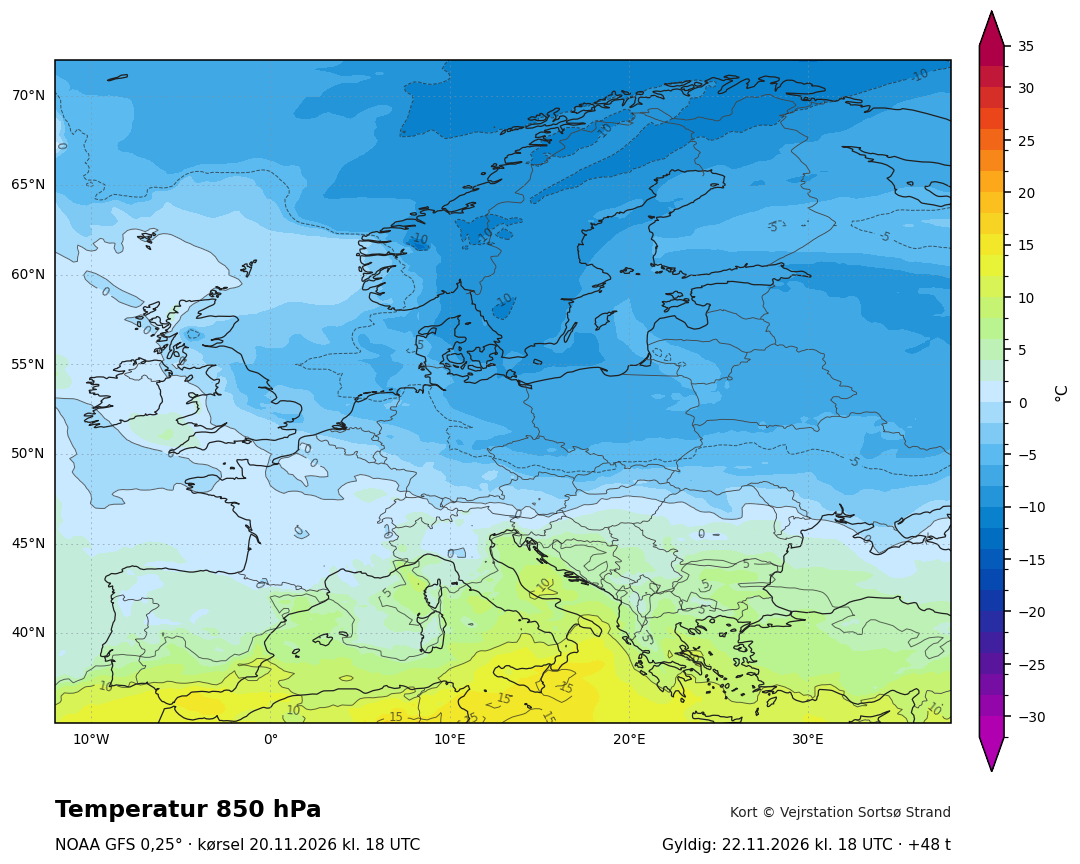 70°N
65°N
60°N
55°N
50°N
45°N
40°N
10°W
0°
10°E
20°E
30°E
35
30
25
20
15
10
5
0
−5
−10
−15
−20
−25
−30
°C
Temperatur 850 hPa
Kort © Vejrstation Sortsø Strand
NOAA GFS 0,25° · kørsel 20.11.2026 kl. 18 UTC
Gyldig: 22.11.2026 kl. 18 UTC · +48 t